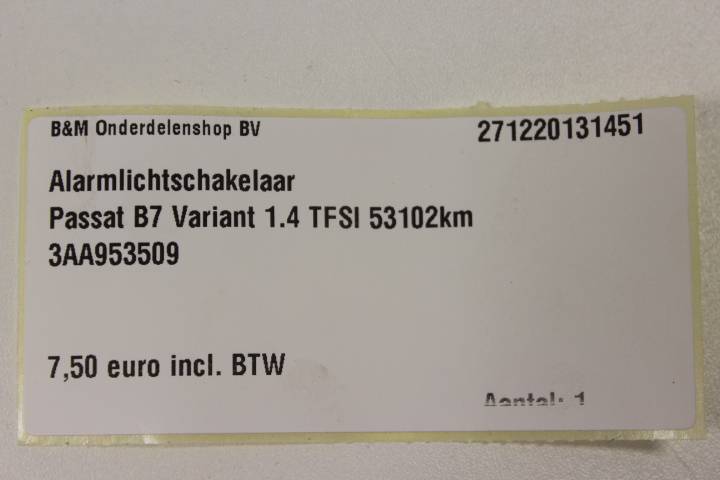 B&M Onderdelenshop BV 271220131451
Alarmlichtschakelaar
Passat B7 Variant 1.4 TFSI 53102km
3AA953509
7,50 euro incl. BTW
Aantal: 1